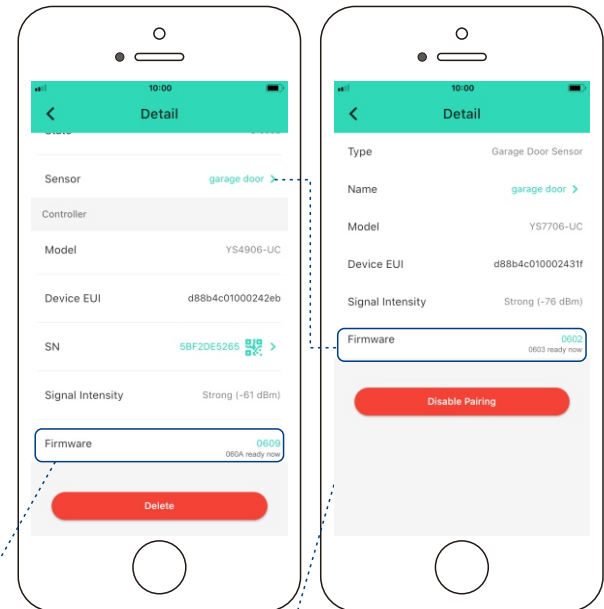 10:00
Detail
Sensor garage door >
Controller
Model YS4906-UC
Device EUI d88b4c01000242eb
SN 5BF2DE5265 >
Signal Intensity Strong (-61 dBm)
Firmware 0609
060A ready now
Delete
10:00
Detail
Type Garage Door Sensor
Name garage door >
Model YS7706-UC
Device EUI d88b4c010002431f
Signal Intensity Strong (-76 dBm)
Firmware 0602
0603 ready now
Disable Pairing